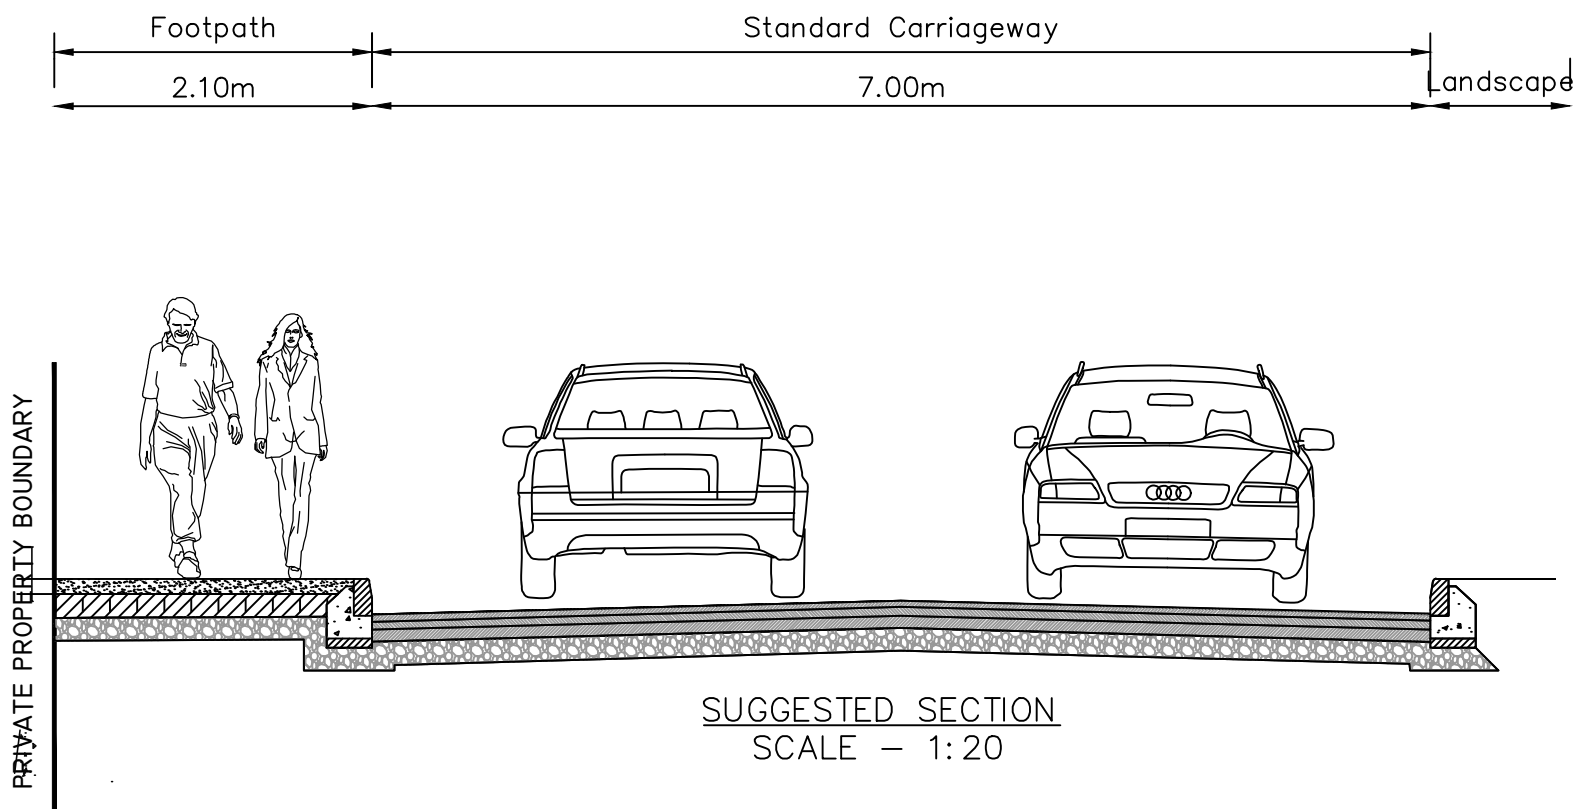 Footpath
Standard Carriageway
2.10m
7.00m
Landscape
PRIVATE PROPERTY BOUNDARY
SUGGESTED SECTION
SCALE - 1:20